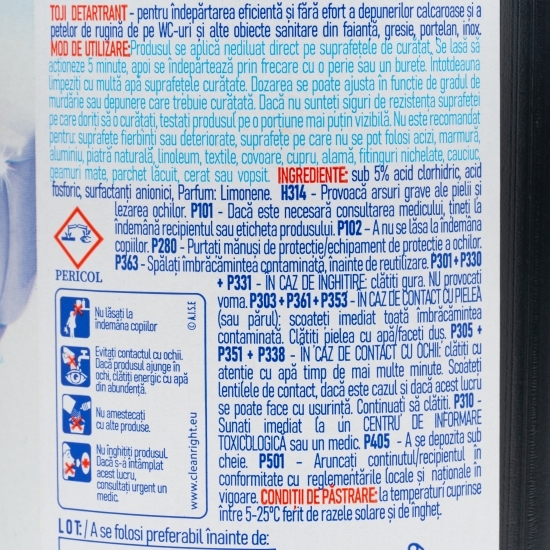 TOJI DETARTRANT - pentru îndepărtarea eficientă și fără efort a depunerilor calcaroase și a
petelor de rugină de pe WC-uri și alte obiecte sanitare din faianță, gresie, porțelan, inox.
MOD DE UTILIZARE: Produsul se aplică nediluat direct pe suprafețele de curățat. Se lasă să
acționeze 5 minute, apoi se îndepărtează prin frecare cu o perie sau un burete. Întotdeauna
limpeziți cu multă apă suprafețele curățate. Dozarea se poate ajusta în funcție de gradul de
murdărie sau depunere care trebuie curățată. Dacă nu sunteți siguri de rezistența suprafeței
pe care doriți să o curățați, testați produsul pe o porțiune mai puțin vizibilă. Nu este recomandat
pentru: suprafețe fierbinți sau deteriorate, suprafețe pe care nu se pot folosi acizi, marmură,
aluminiu, piatră naturală, linoleum, textile, covoare, cupru, alamă, fitinguri nichelate, cauciuc,
geamuri mate, parchet lăcuit, cerat sau vopsit. INGREDIENTE: sub 5% acid clorhidric, acid
fosforic, surfactanți anionici, Parfum: Limonene. H314 - Provoacă arsuri grave ale pielii și
lezarea ochilor. P101 - Dacă este necesară consultarea medicului, țineți la
îndemână recipientul sau eticheta produsului. P102 - A nu se lăsa la îndemâna
copiilor. P280 - Purtați mănuși de protecție/echipament de protecție a ochilor.
P363 - Spălați îmbrăcămintea contaminată, înainte de reutilizare. P301 + P330
+ P331 - ÎN CAZ DE ÎNGHIȚIRE: clătiți gura. NU provocați
voma. P303 + P361 + P353 - ÎN CAZ DE CONTACT CU PIELEA
(sau părul): scoateți imediat toată îmbrăcămintea
contaminată. Clătiți pielea cu apă/faceți duș. P305 +
P351 + P338 - ÎN CAZ DE CONTACT CU OCHII: clătiți cu
atenție cu apă timp de mai multe minute. Scoateți
lentilele de contact, dacă este cazul și dacă acest lucru
se poate face cu ușurință. Continuați să clătiți. P310 -
Sunați imediat la un CENTRU DE INFORMARE
TOXICOLOGICĂ sau un medic. P405 - A se depozita sub
cheie. P501 - Aruncați conținutul/recipientul în
conformitate cu reglementările locale și naționale în
vigoare. CONDIȚII DE PĂSTRARE: la temperaturi cuprinse
între 5-25°C ferit de razele solare și de îngheț.
PERICOL
Nu lăsați la
îndemâna copiilor
Evitați contactul cu ochii.
Dacă produsul ajunge în
ochi, clătiți energic cu apă
din abundență.
Nu amestecați
cu alte produse.
Nu înghițiți produsul.
Dacă s-a întâmplat
acest lucru,
consultați urgent un
medic.
© AISE
www.cleanright.eu
LOT: / A se folosi preferabil înainte de: